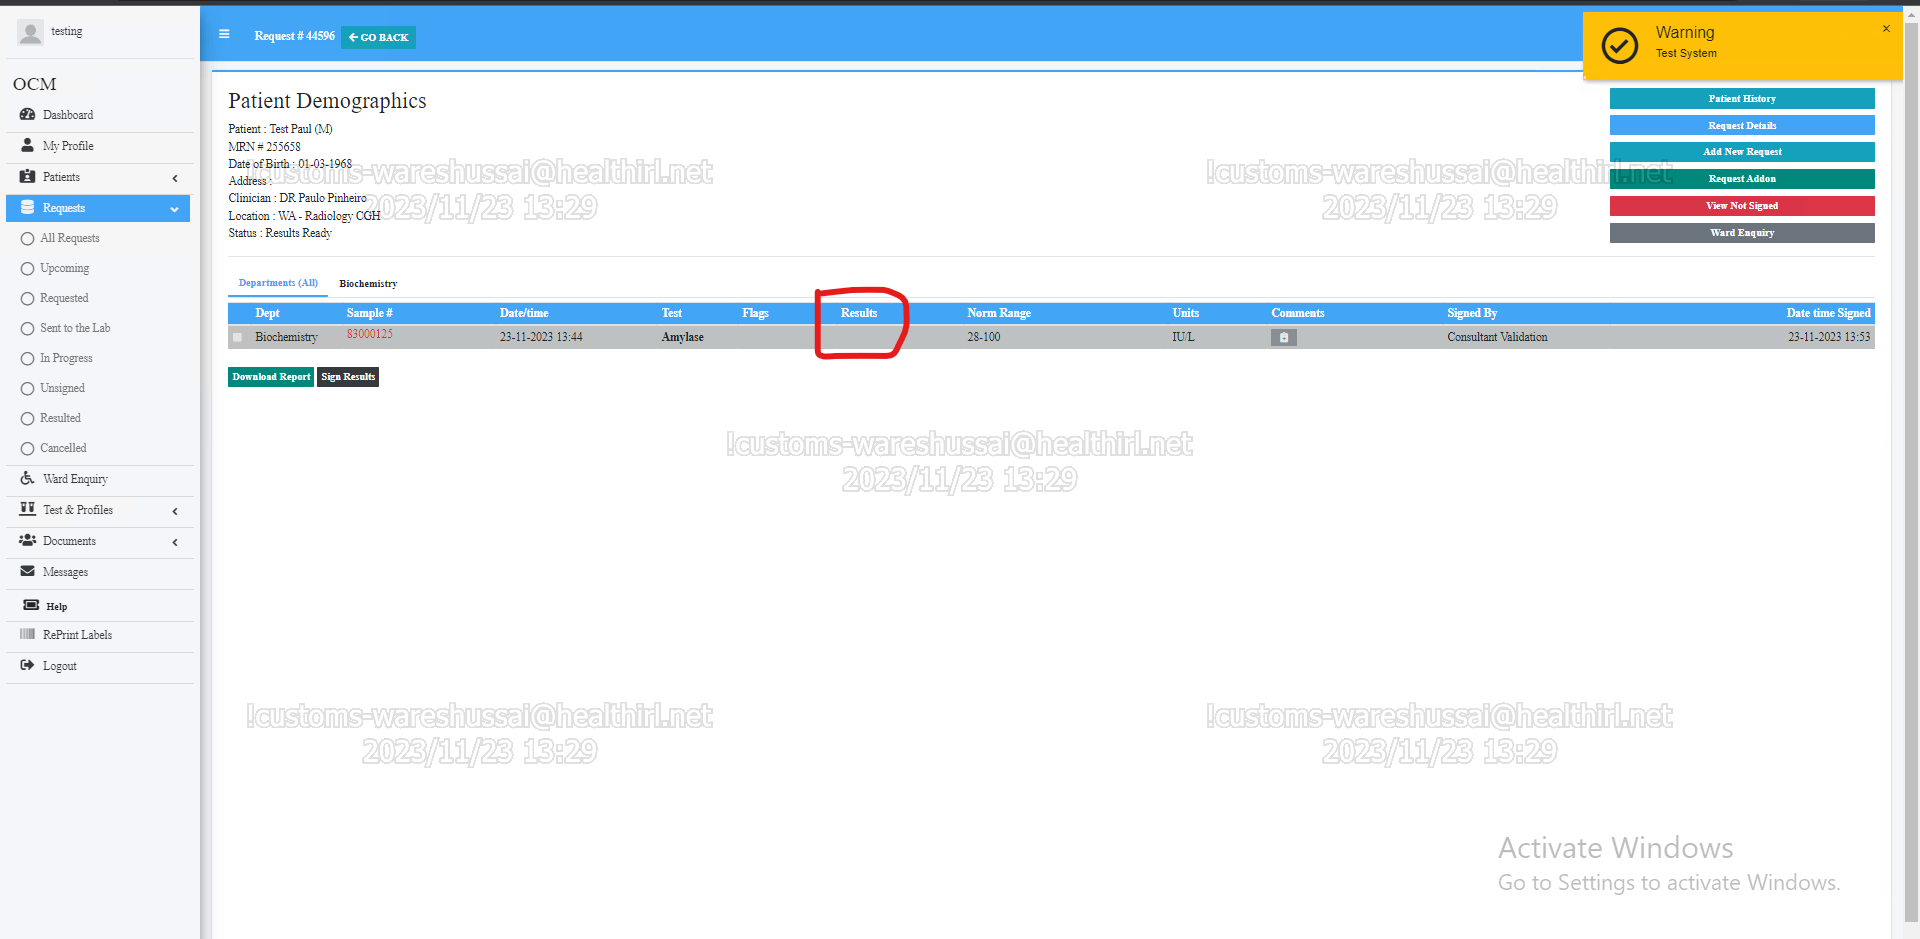 testing
Request # 44596
GO BACK
Warning
Test System
×
OCM
Dashboard
My Profile
Patients
Requests
All Requests
Upcoming
Requested
Sent to the Lab
In Progress
Unsigned
Resulted
Cancelled
Ward Enquiry
Test & Profiles
Documents
Messages
Help
RePrint Labels
Logout
Patient Demographics
Patient : Test Paul (M)
MRN # 255658
Date of Birth : 01-03-1968
Address :
Clinician : DR Paulo Pinheiro
Location : WA - Radiology CGH
Status : Results Ready
Patient History
Request Details
Add New Request
Request Addon
View Not Signed
Ward Enquiry
!customs-wareshussai@healthirl.net
2023/11/23 13:29
!customs-wareshussai@healthirl.net
2023/11/23 13:29
Departments (All) Biochemistry
Dept Sample # Date/time Test Flags Results Norm Range Units Comments Signed By Date time Signed
Biochemistry 83000125 23-11-2023 13:44 Amylase 28-100 IU/L Consultant Validation 23-11-2023 13:53
Download Report Sign Results
!customs-wareshussai@healthirl.net
2023/11/23 13:29
!customs-wareshussai@healthirl.net
2023/11/23 13:29
!customs-wareshussai@healthirl.net
2023/11/23 13:29
Activate Windows
Go to Settings to activate Windows.